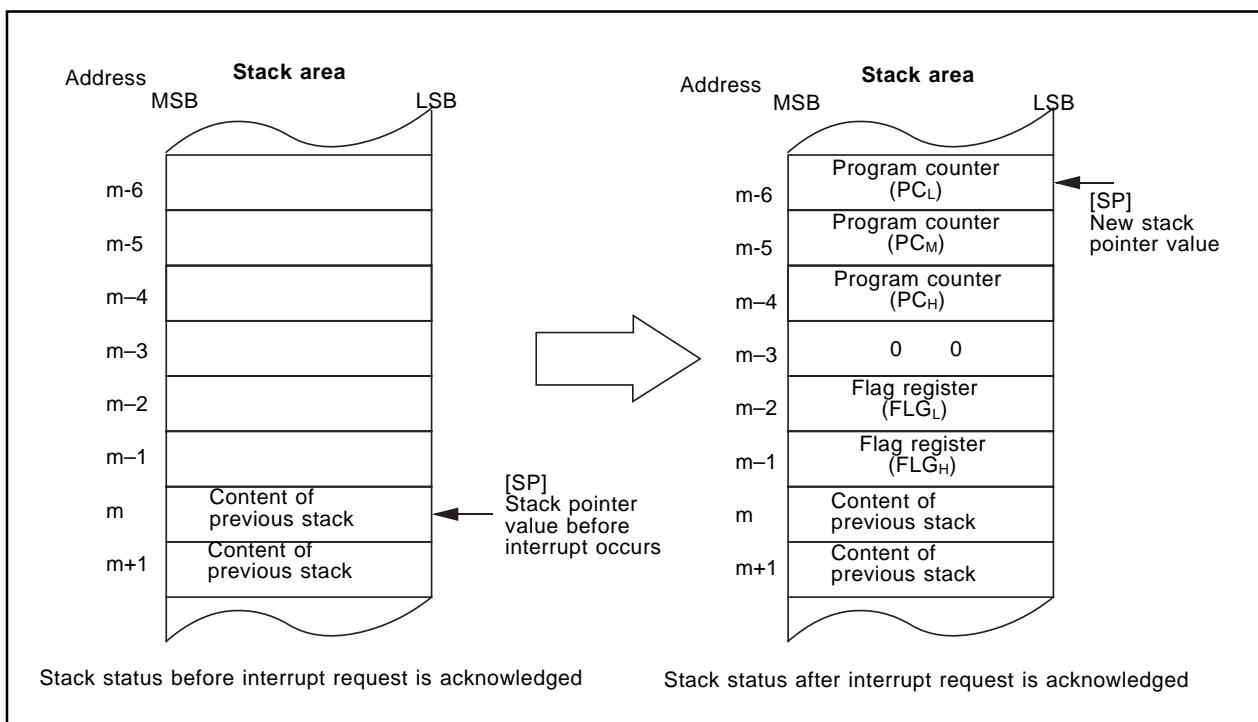 Address
Stack area
MSB
LSB
m-6
m-5
m–4
m–3
m–2
m–1
m
Content of
previous stack
m+1
Content of
previous stack
[SP]
Stack pointer
value before
interrupt occurs
Stack status before interrupt request is acknowledged
Address
Stack area
MSB
LSB
m-6
Program counter
(PCL)
m-5
Program counter
(PCM)
m–4
Program counter
(PCH)
m–3
0 0
m–2
Flag register
(FLGL)
m–1
Flag register
(FLGH)
m
Content of
previous stack
m+1
Content of
previous stack
[SP]
New stack
pointer value
Stack status after interrupt request is acknowledged